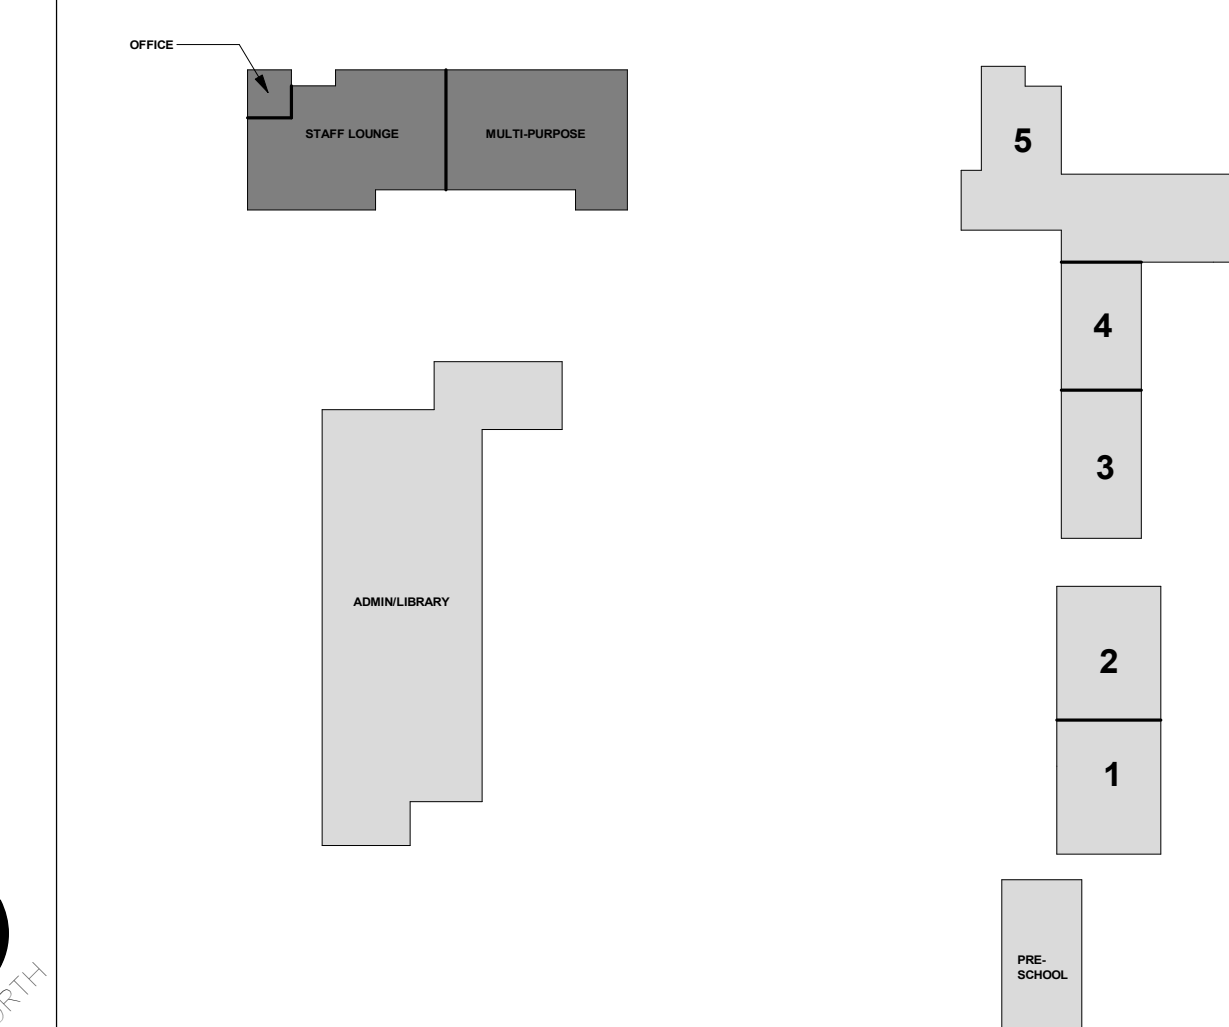 OFFICE
STAFF LOUNGE
MULTI-PURPOSE
5
4
3
ADMIN/LIBRARY
2
1
PRE-
SCHOOL